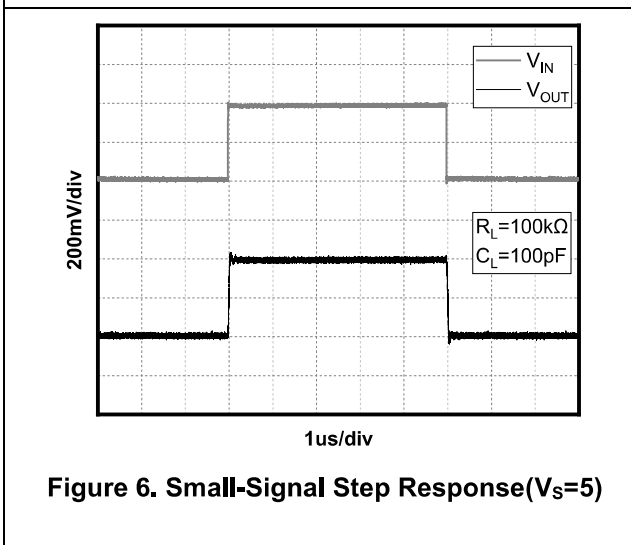 V_IN
V_OUT
200mV/div
R_L=100kΩ
C_L=100pF
1us/div
Figure 6. Small-Signal Step Response(V_S=5)